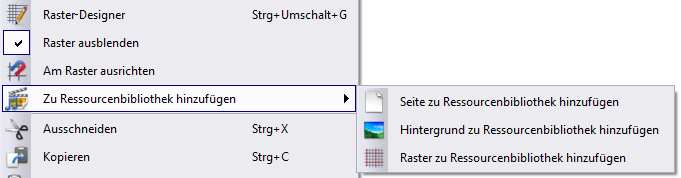 Raster-Designer Strg+Umschalt+G
Raster ausblenden
Am Raster ausrichten
Zu Ressourcenbibliothek hinzufügen
Seite zu Ressourcenbibliothek hinzufügen
Ausschneiden Strg+X
Hintergrund zu Ressourcenbibliothek hinzufügen
Kopieren Strg+C
Raster zu Ressourcenbibliothek hinzufügen